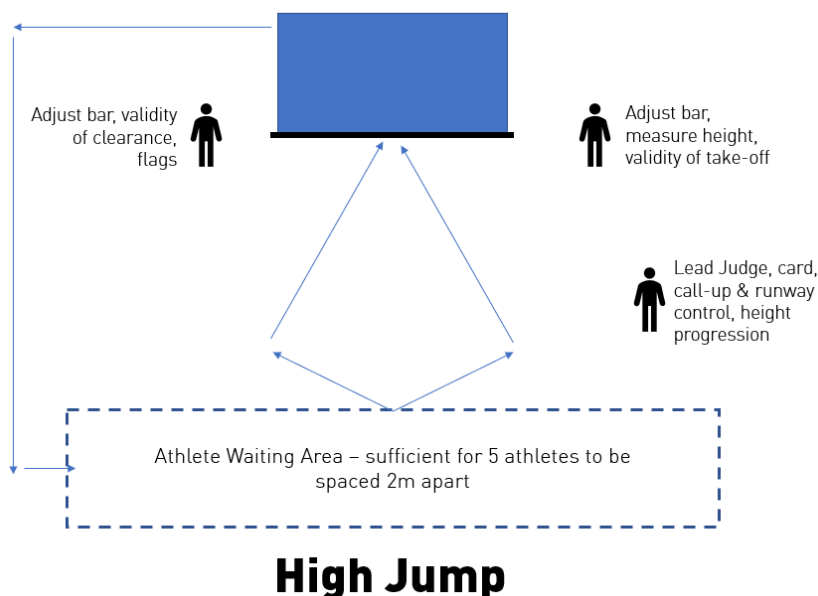 Adjust bar, validity
of clearance,
flags
Adjust bar,
measure height,
validity of take-off
Lead Judge, card,
call-up & runway
control, height
progression
Athlete Waiting Area – sufficient for 5 athletes to be
spaced 2m apart
High Jump